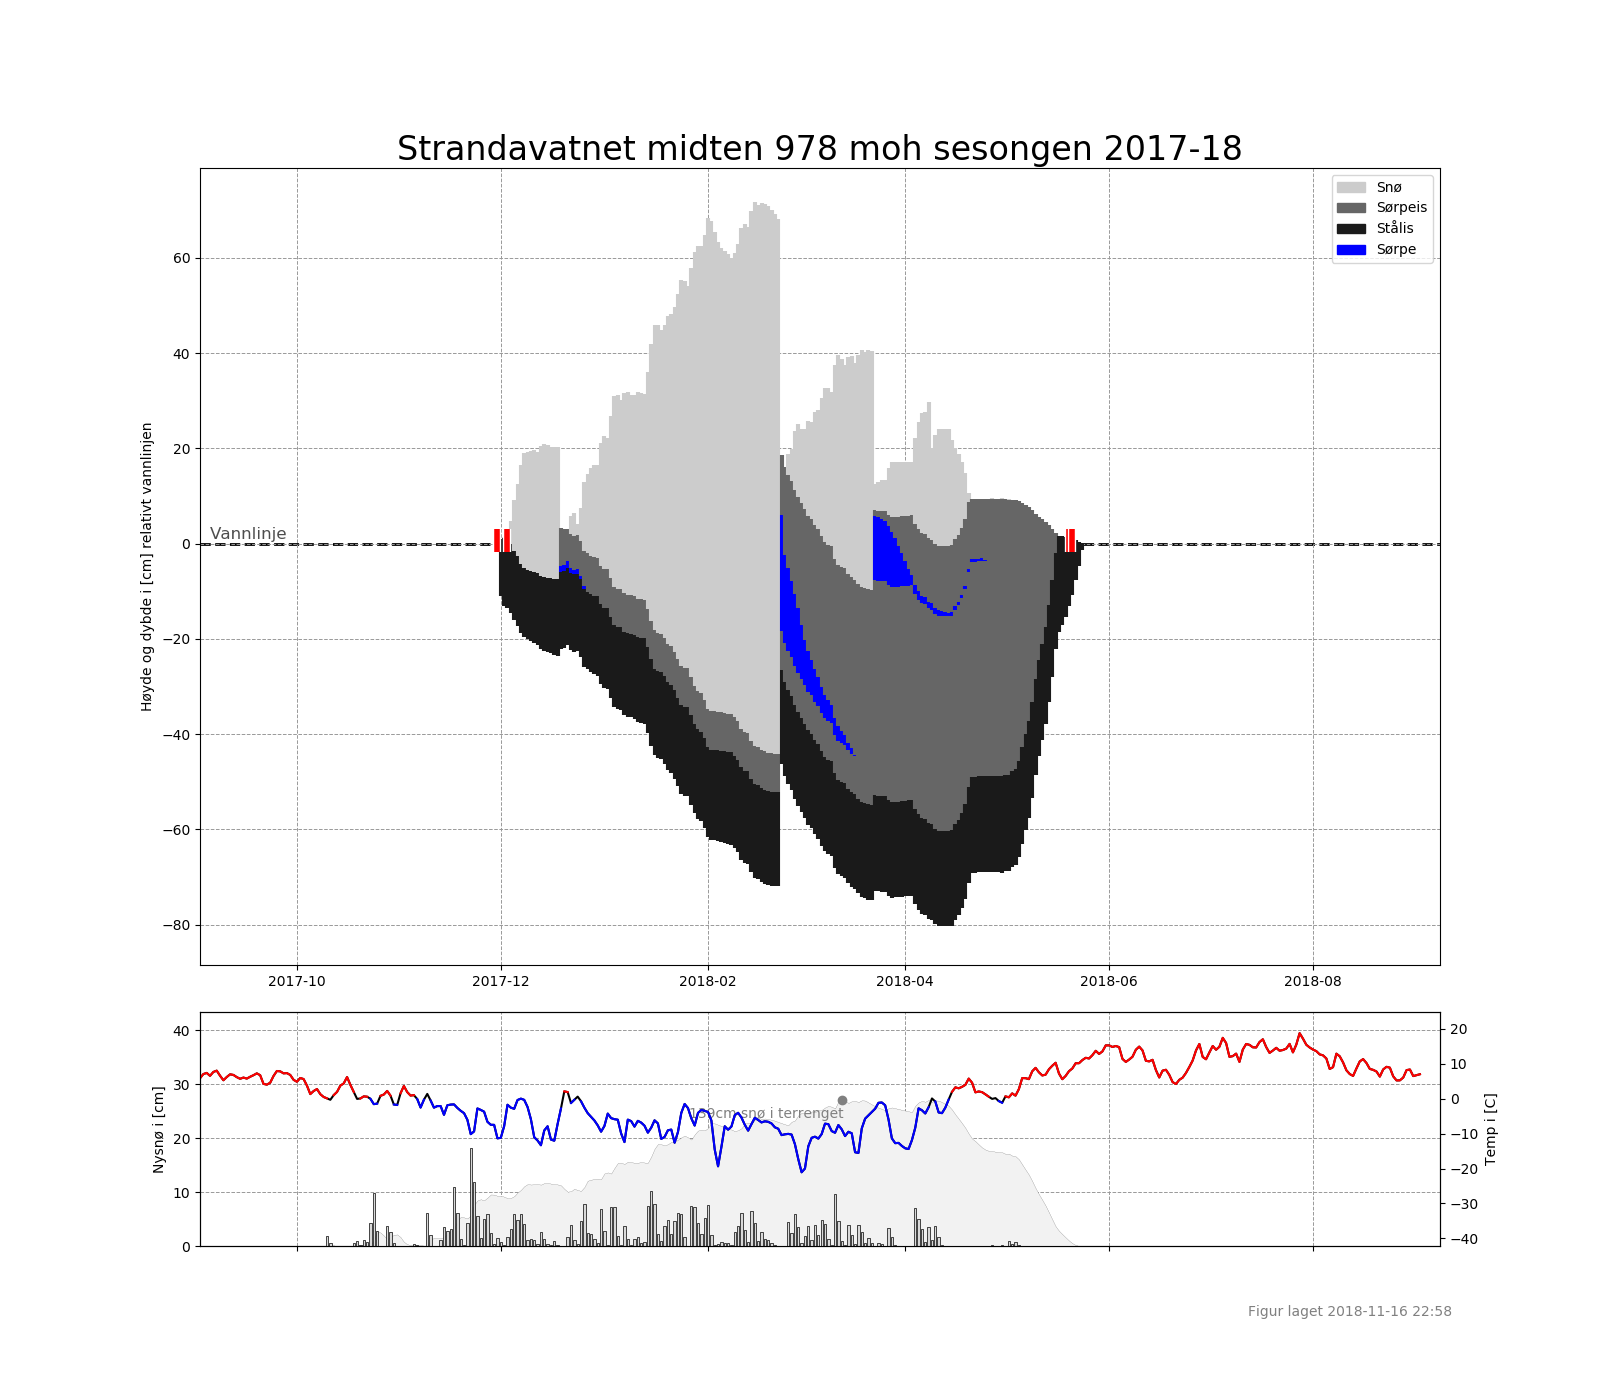 Strandavatnet midten 978 moh sesongen 2017-18
Snø
Sørpeis
Stålis
Sørpe
Høyde og dybde i [cm] relativt vannlinjen
60
40
20
0
−20
−40
−60
−80
Vannlinje
2017-10 2017-12 2018-02 2018-04 2018-06 2018-08
Nysnø i [cm]
40
30
20
10
0
139cm snø i terrenget
20
10
0
−10
−20
−30
−40
Temp i [C]
Figur laget 2018-11-16 22:58